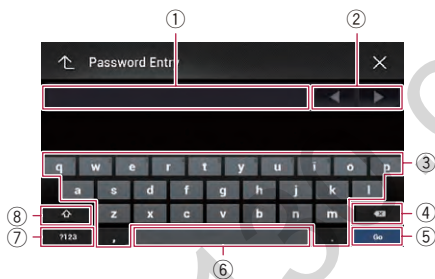 ① ②
Password Entry
q w e r t y u i o p ③
a s d f g h j k l
⑧ z x c v b n m ④
⑦ ?123 , . Go ⑤
⑥